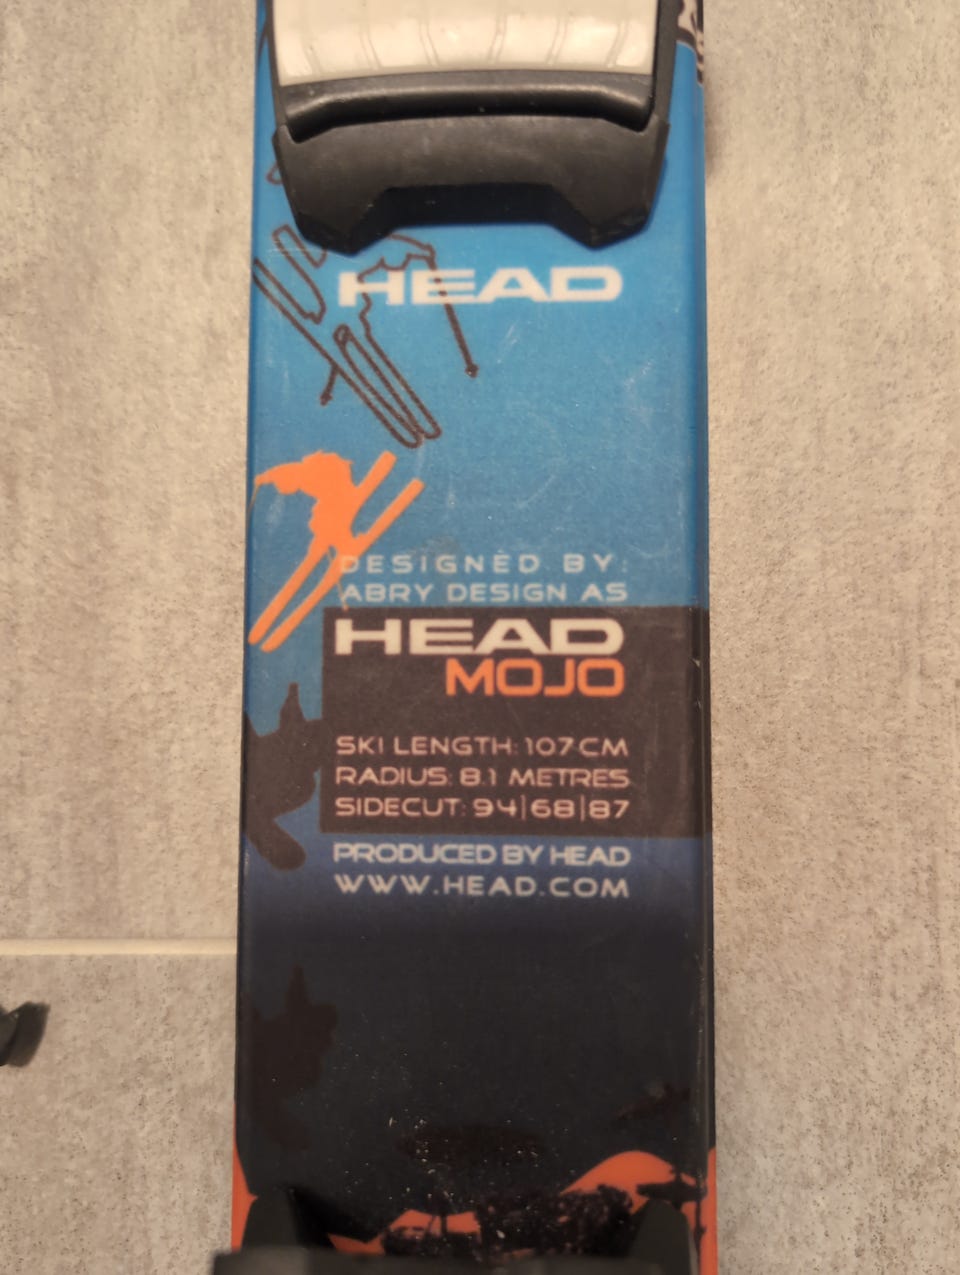 HEAD
DESIGNED BY:
ABRY DESIGN AS
HEAD
MOJO
SKI LENGTH: 107 CM
RADIUS: 8.1 METRES
SIDECUT: 94|68|87
PRODUCED BY HEAD
WWW.HEAD.COM